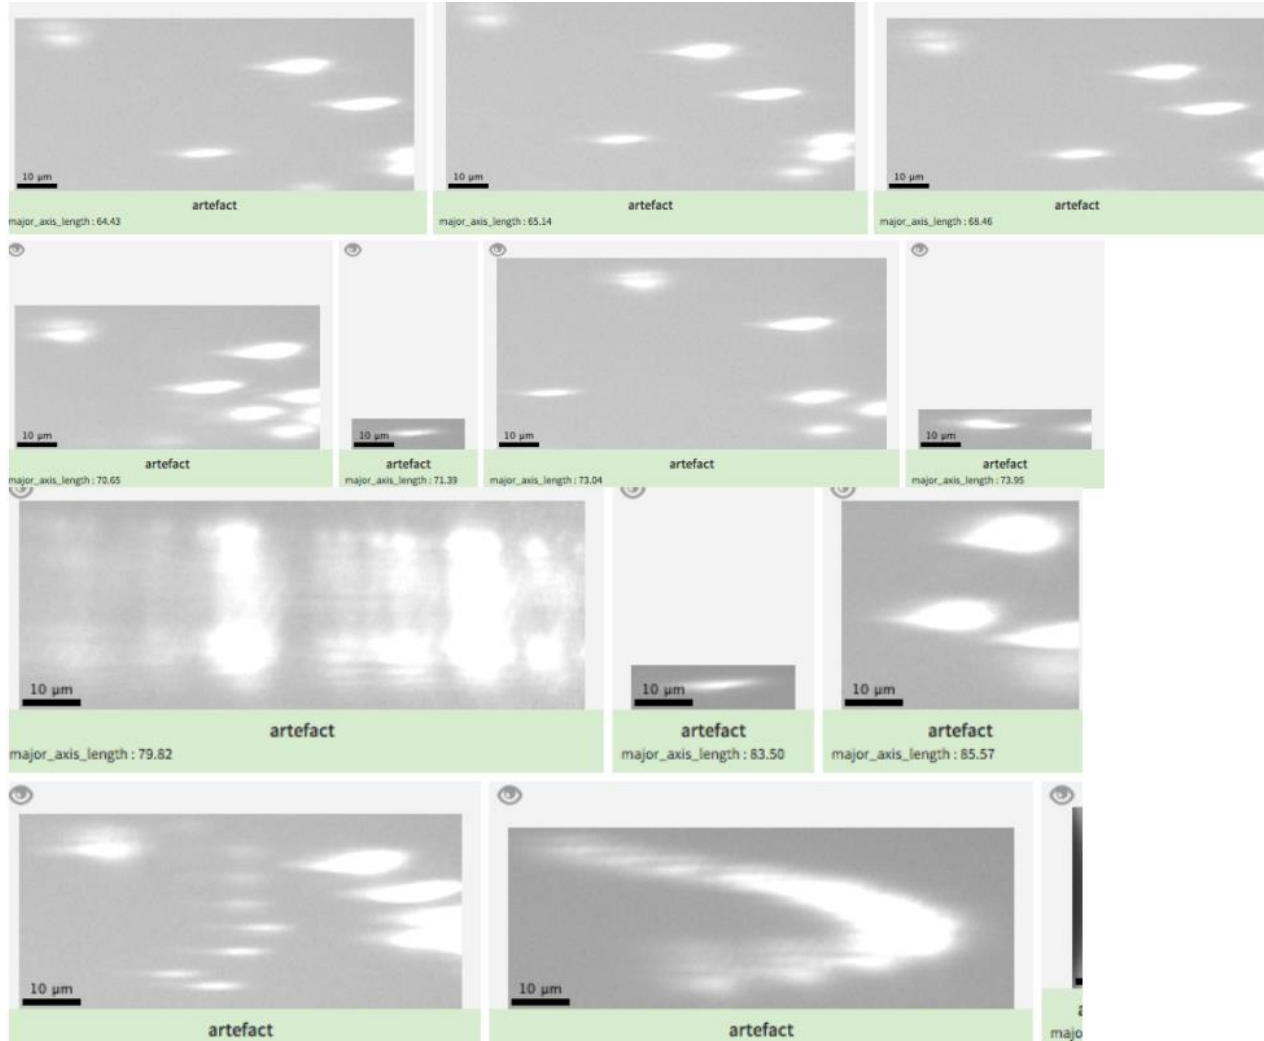 10 μm
10 μm
10 μm
artefact
artefact
artefact
major_axis_length : 64.43
major_axis_length : 65.14
major_axis_length : 68.46
10 μm
10 μm
10 μm
10 μm
artefact
artefact
artefact
artefact
major_axis_length : 70.65
major_axis_length : 71.39
major_axis_length : 73.04
major_axis_length : 73.95
10 μm
10 μm
10 μm
artefact
artefact
artefact
major_axis_length : 79.82
major_axis_length : 83.50
major_axis_length : 85.57
10 μm
10 μm
artefact
artefact
a
majo